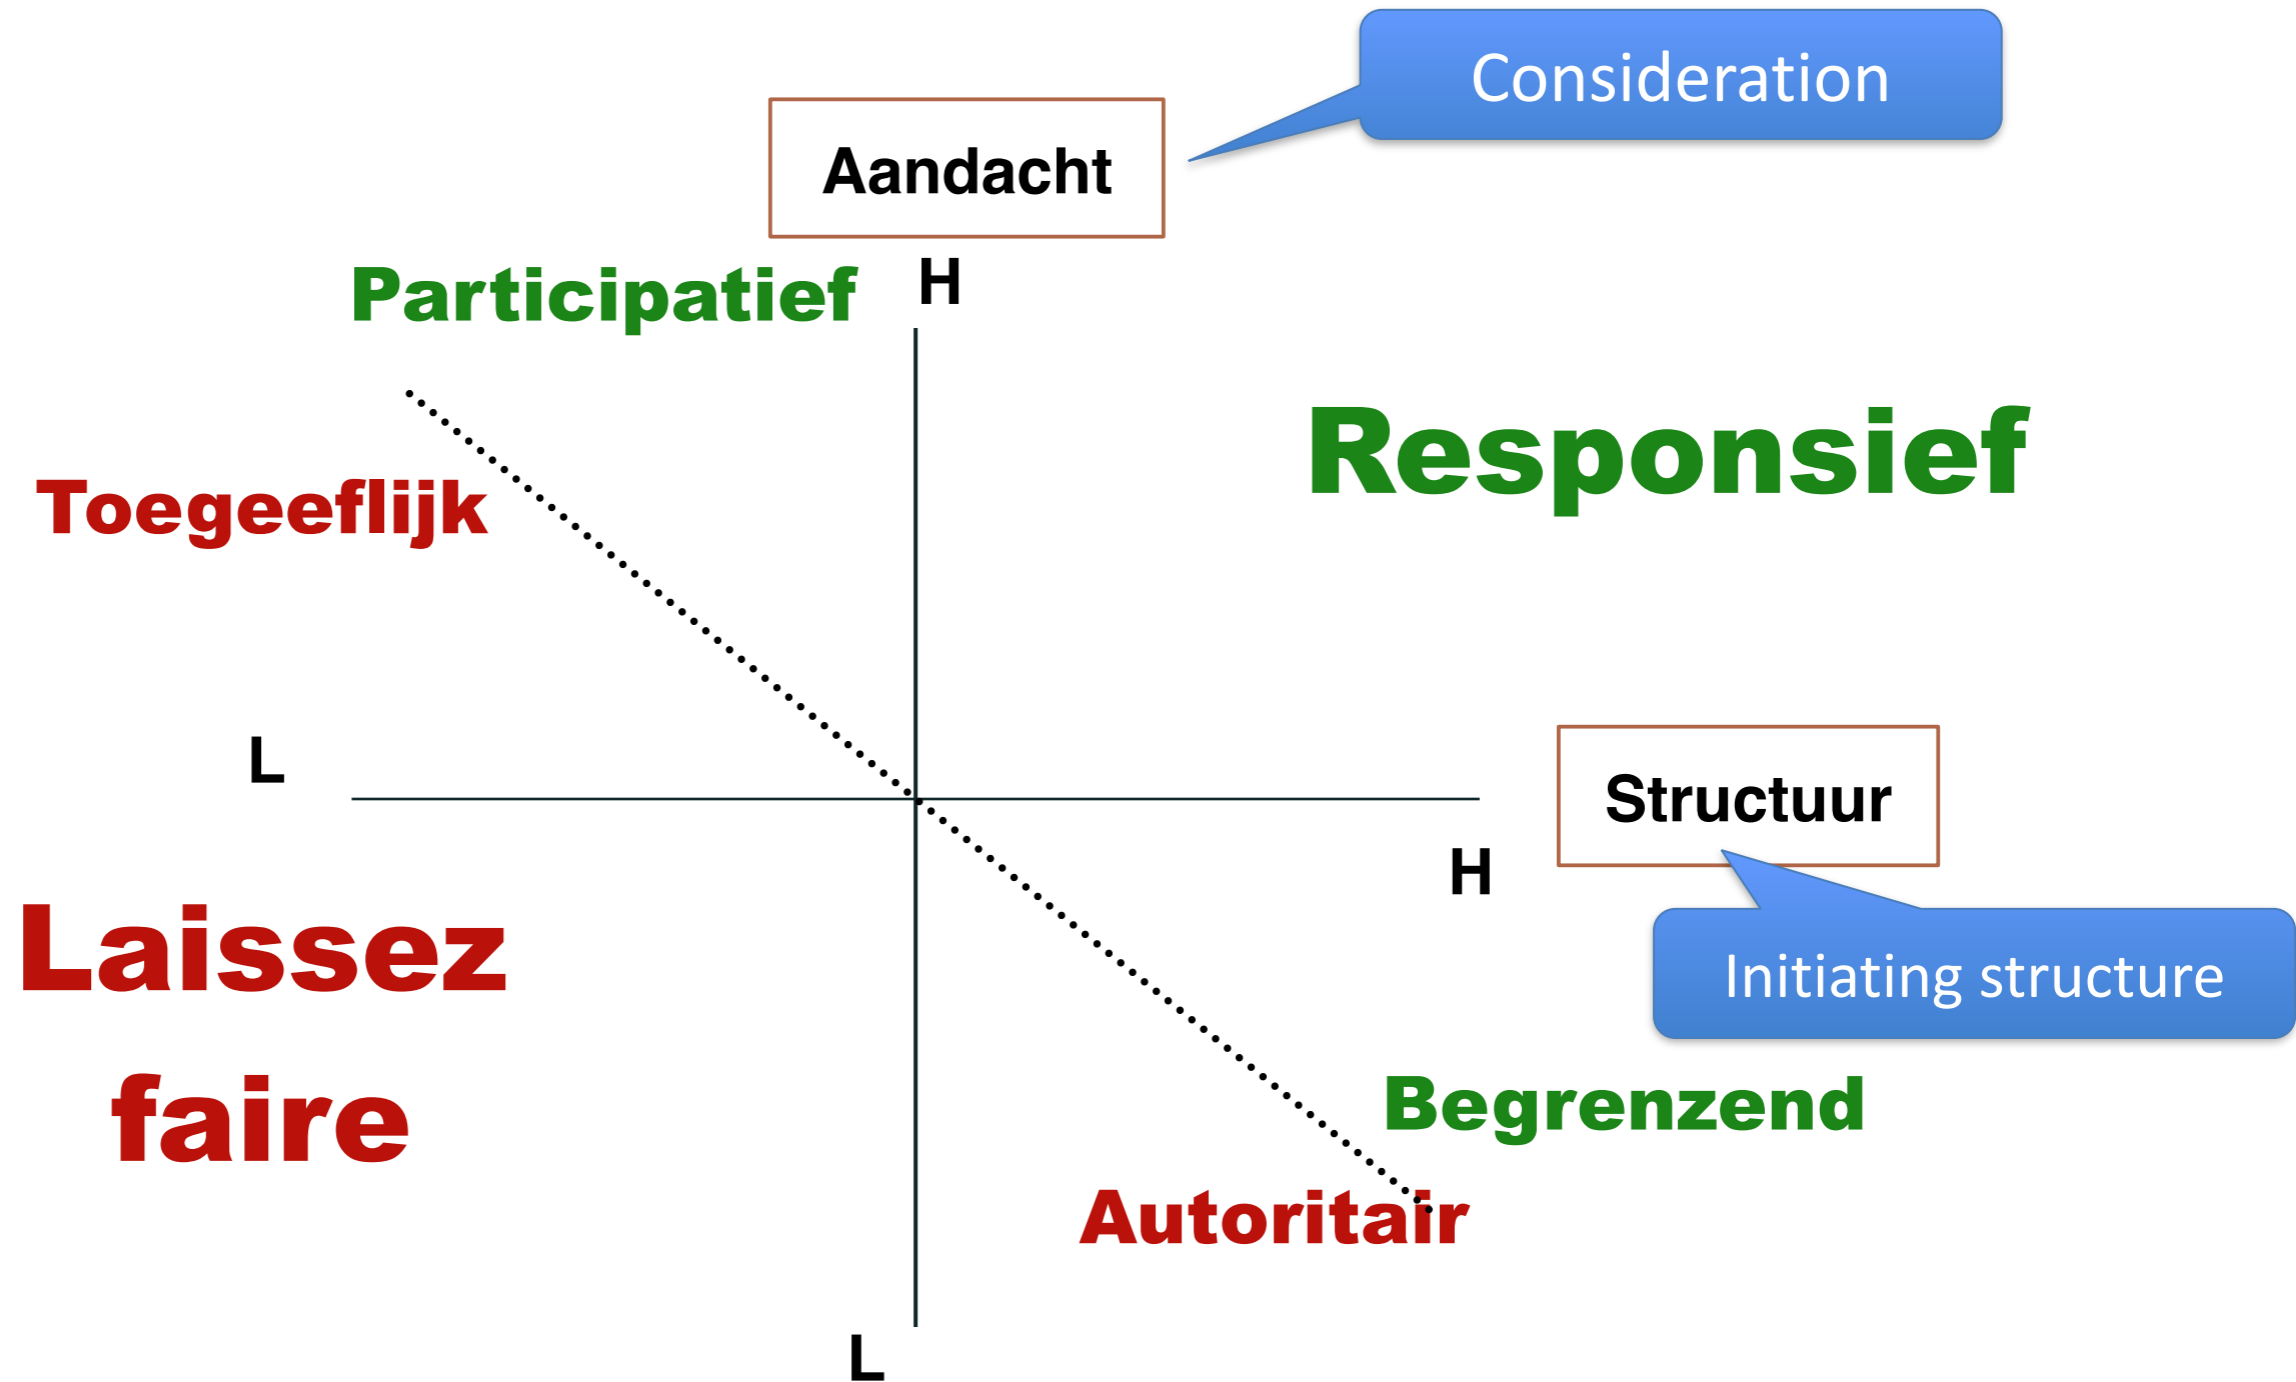 Consideration
Aandacht
Participatief
H
Responsief
Toegeeflijk
L
Structuur
H
Laissez
faire
Initiating structure
Begrenzend
Autoritair
L